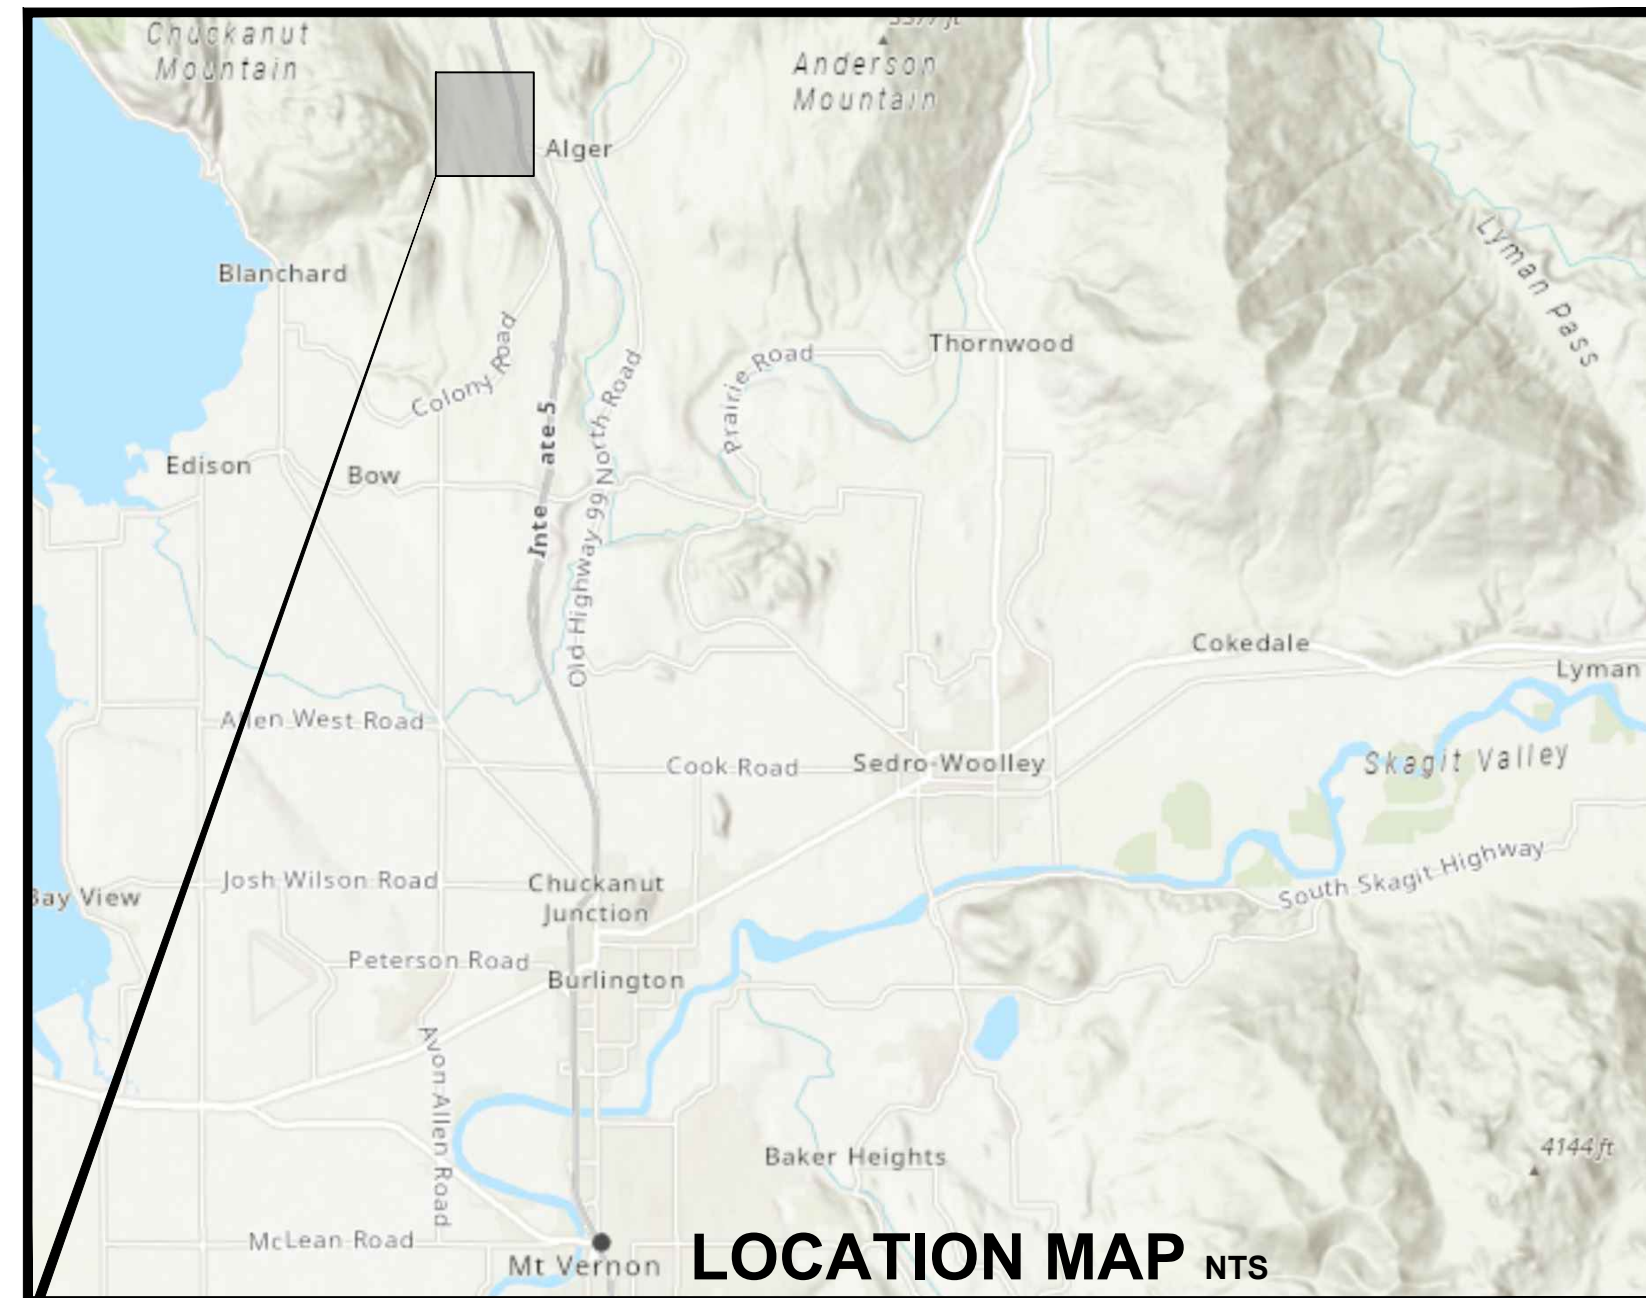 Chuckanut
Mountain
Anderson
Mountain
Alger
Blanchard
Lyman Pass
Thornwood
Colony Road
Prairie Road
Inte ate 5
Old Highway 99 North Road
Edison
Bow
Cokedale
Lyman
Allen West Road
Cook Road
Sedro-Woolley
Skagit Valley
Josh Wilson Road
Chuckanut
Junction
South Skagit Highway
Bay View
Peterson Road
Burlington
Avon Allen Road
Baker Heights
4144 ft
McLean Road
Mt Vernon
LOCATION MAP NTS